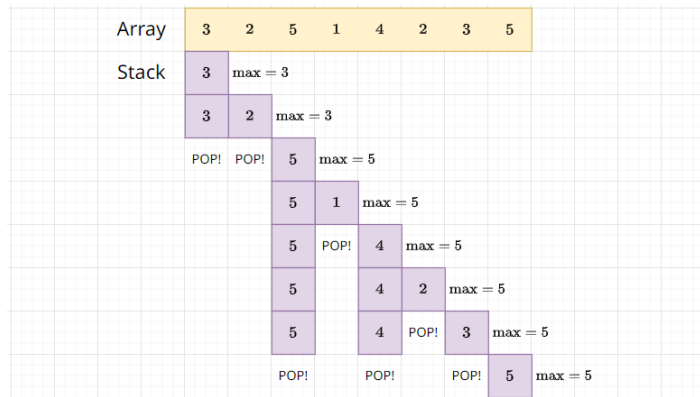 Array 3 2 5 1 4 2 3 5
Stack 3 max = 3
3 2 max = 3
POP! POP! 5 max = 5
5 1 max = 5
5 POP! 4 max = 5
5 4 2 max = 5
5 4 POP! 3 max = 5
POP! POP! POP! 5 max = 5